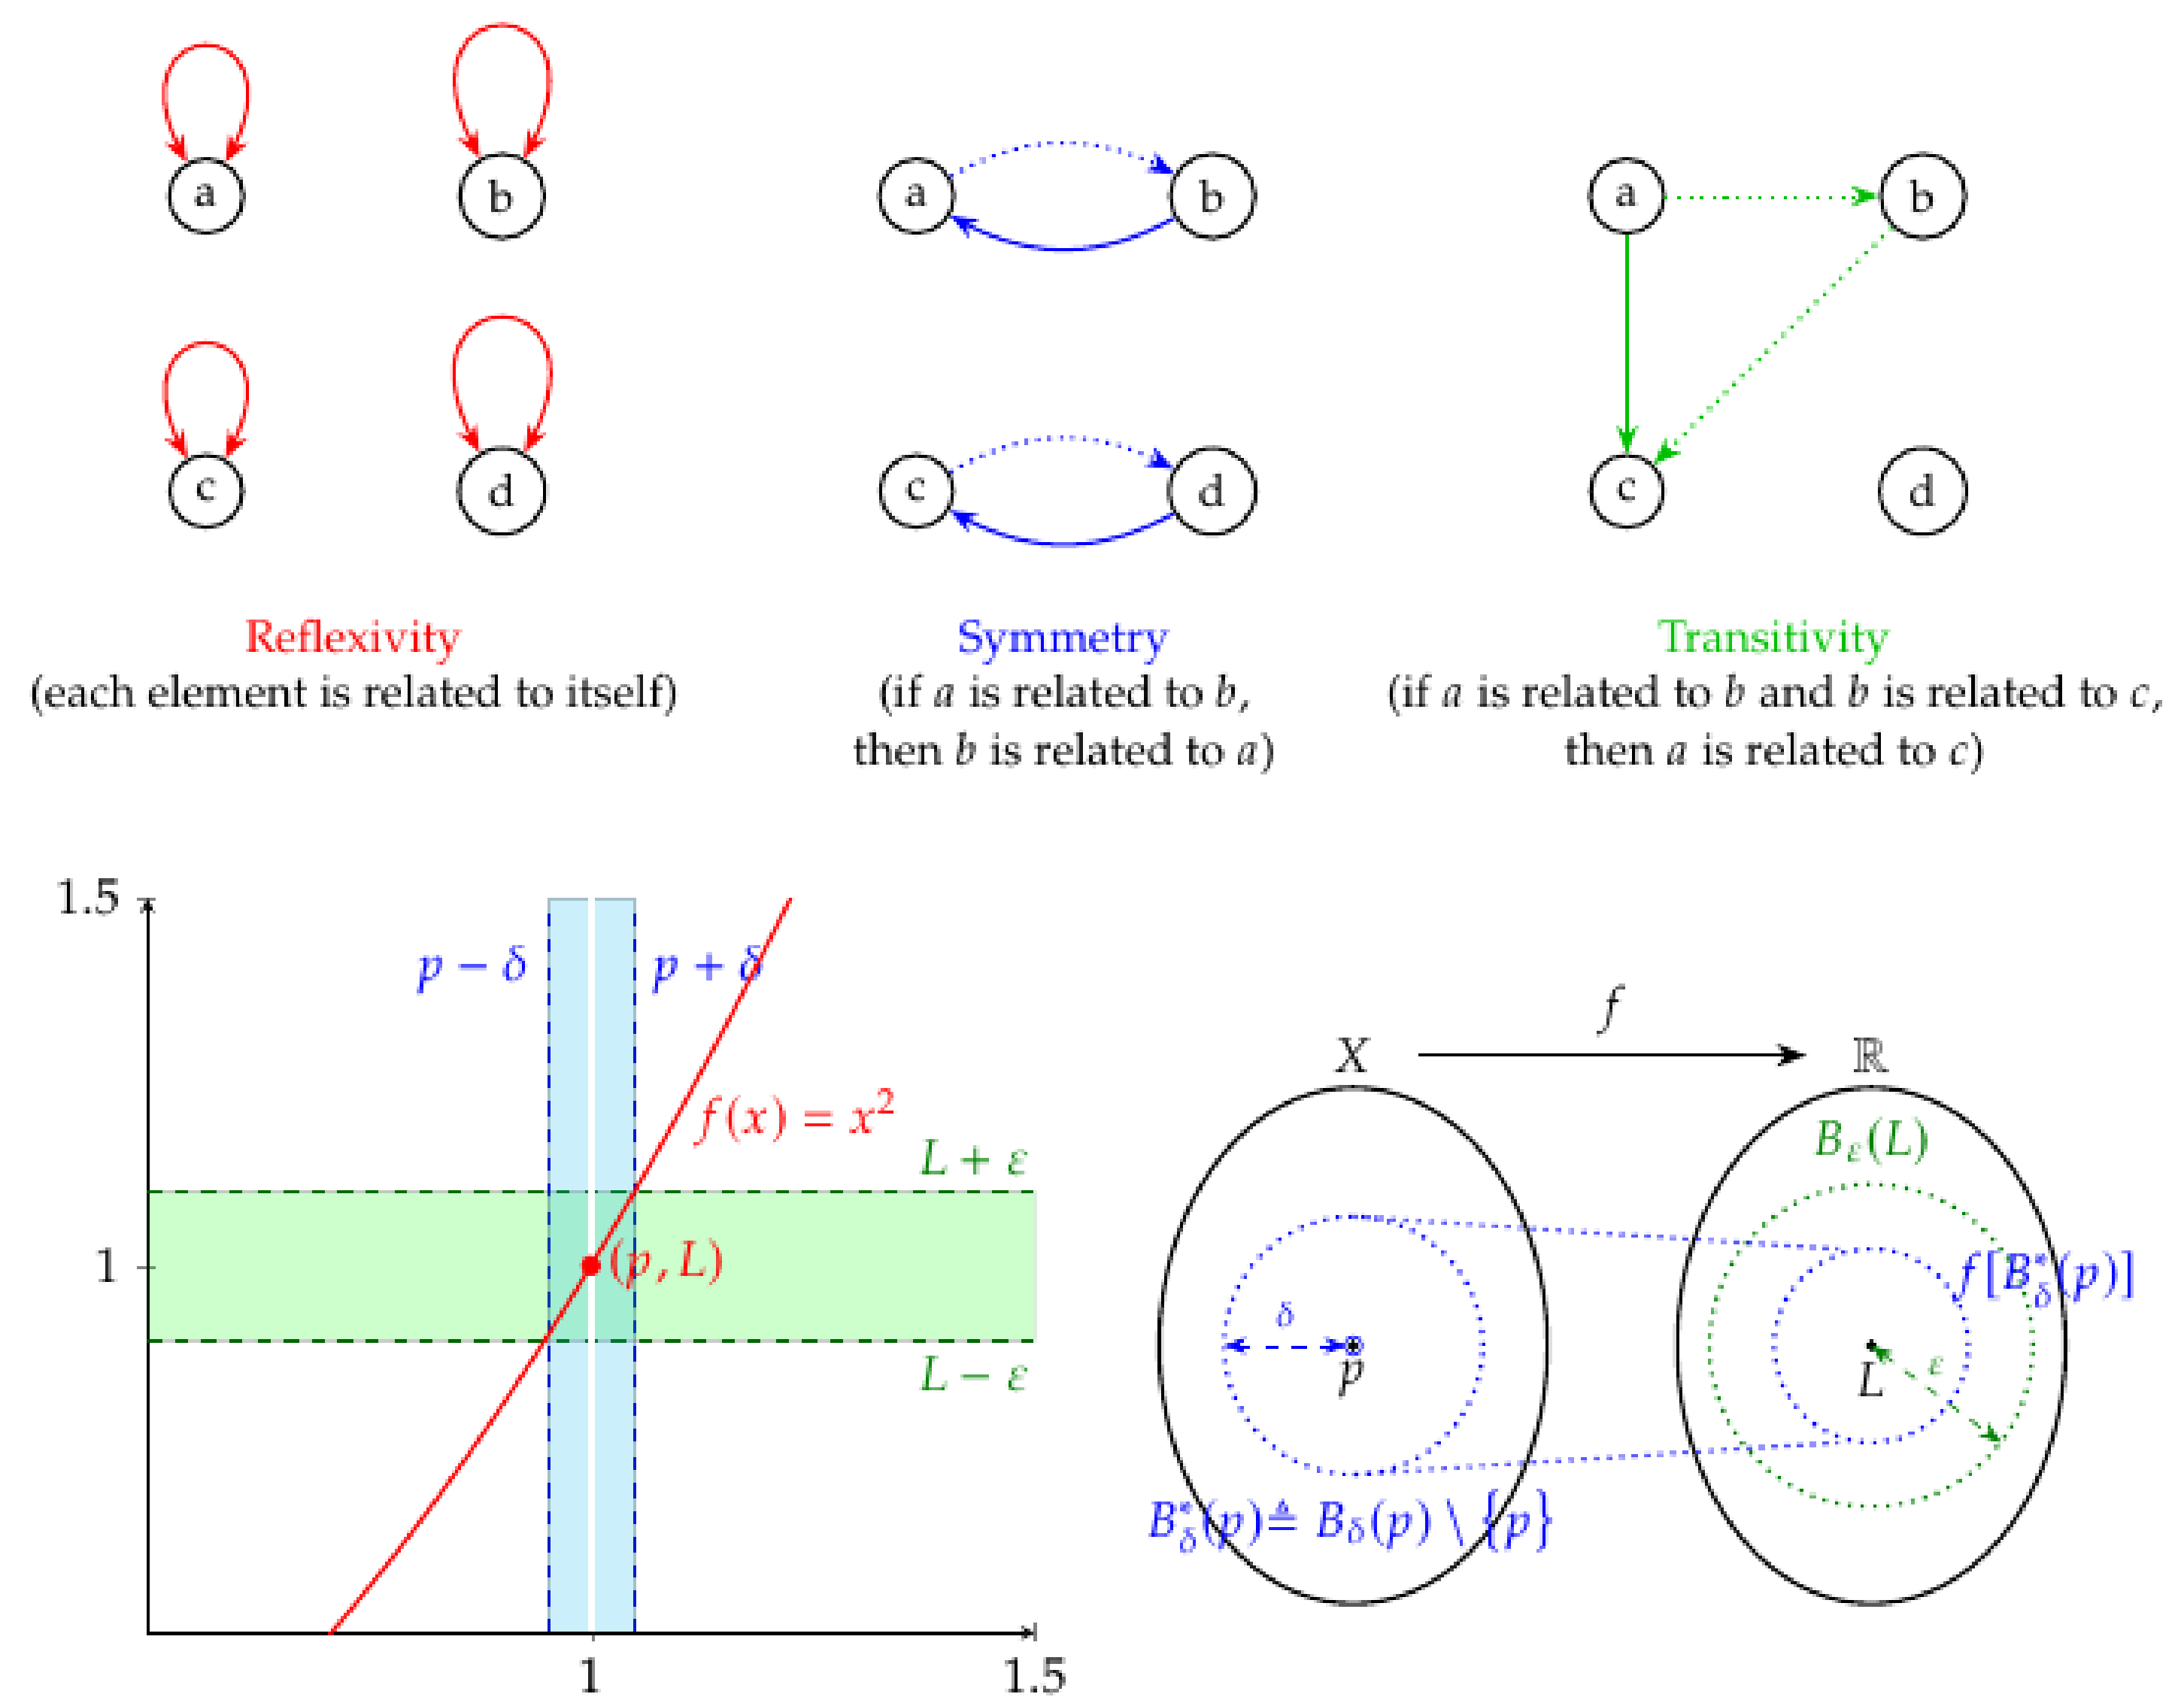 a
b
a
b
a
b
c
d
c
d
c
d
Reflexivity
(each element is related to itself)
Symmetry
(if a is related to b,
then b is related to a)
Transitivity
(if a is related to b and b is related to c,
then a is related to c)
1.5
p − δ
p + δ
f(x) = x²
L + ε
1
(p, L)
L − ε
1
1.5
f
X
ℝ
B_ε(L)
f[B*_δ(p)]
δ
p
ε
L
B*_δ(p) ≜ B_δ(p) \ {p}